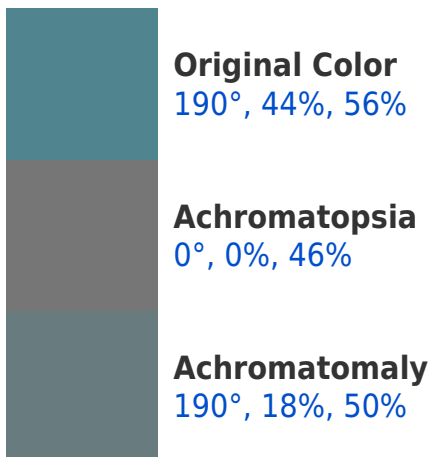 Original Color
190°, 44%, 56%
Achromatopsia
0°, 0%, 46%
Achromatomaly
190°, 18%, 50%